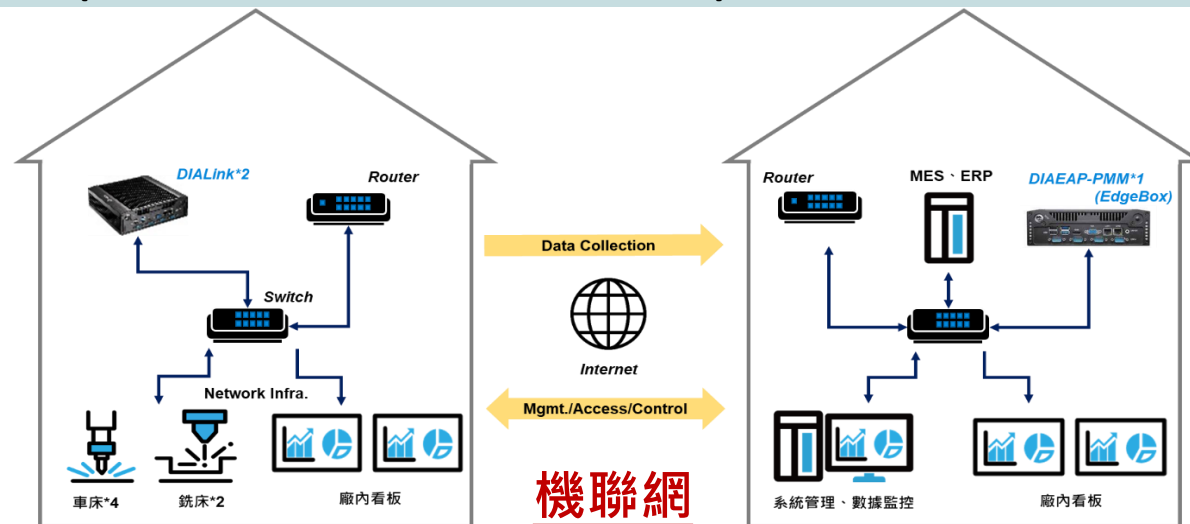 DIALink*2
Router
Switch
Network Infra.
車床*4
銑床*2
廠內看板
Data Collection
Internet
Mgmt./Access/Control
機聯網
Router
MES、ERP
DIAEAP-PMM*1
(EdgeBox)
系統管理、數據監控
廠內看板